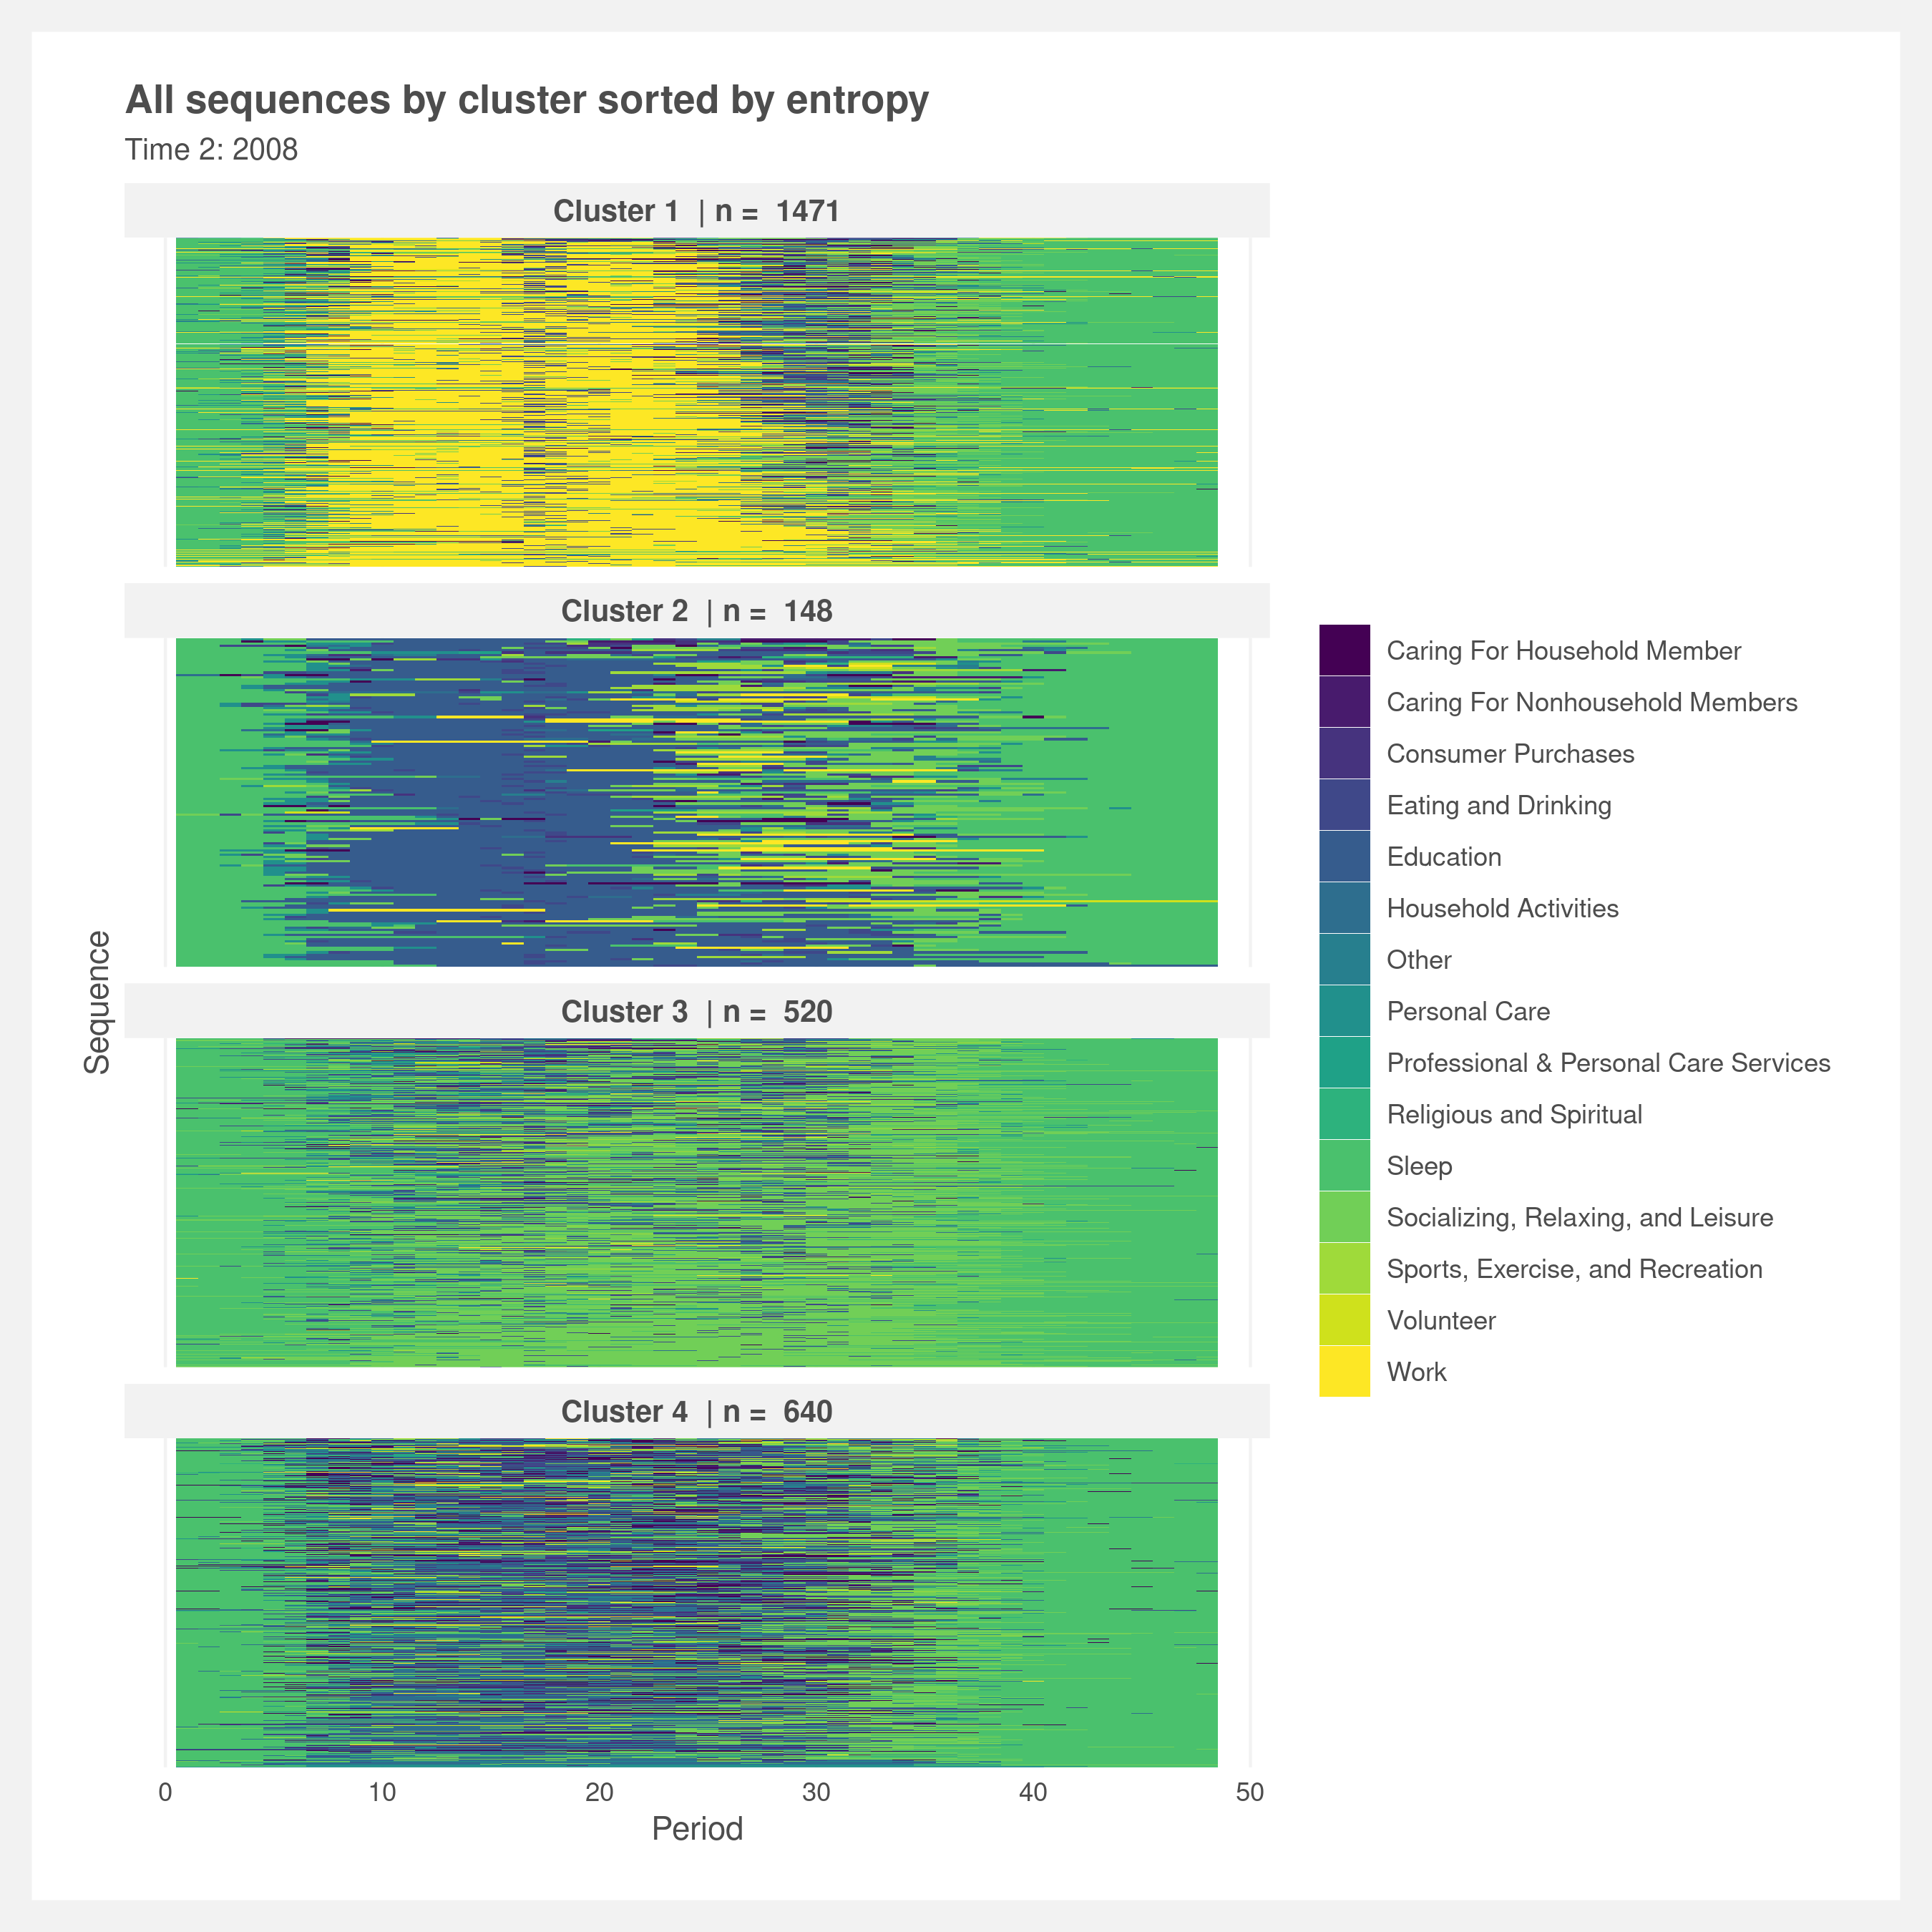 All sequences by cluster sorted by entropy
Time 2: 2008
Cluster 1 | n = 1471
Cluster 2 | n = 148
Cluster 3 | n = 520
Cluster 4 | n = 640
Sequence
0 10 20 30 40 50
Period
Caring For Household Member
Caring For Nonhousehold Members
Consumer Purchases
Eating and Drinking
Education
Household Activities
Other
Personal Care
Professional & Personal Care Services
Religious and Spiritual
Sleep
Socializing, Relaxing, and Leisure
Sports, Exercise, and Recreation
Volunteer
Work